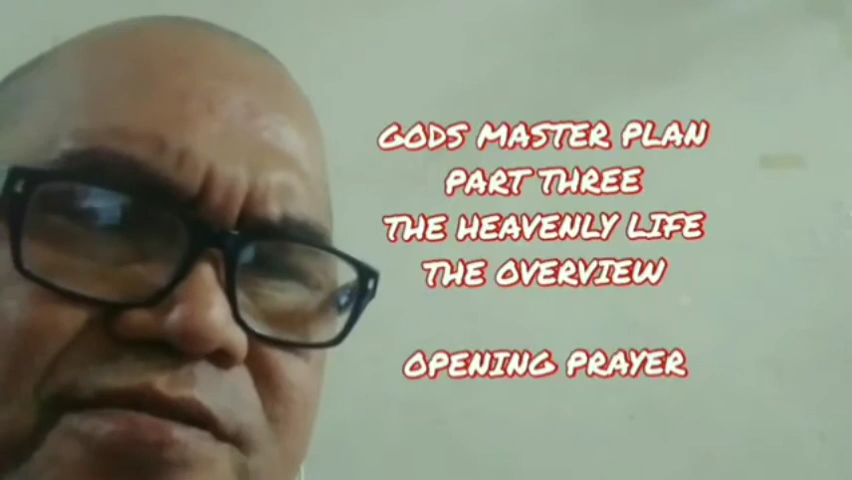 GODS MASTER PLAN
PART THREE
THE HEAVENLY LIFE
THE OVERVIEW
OPENING PRAYER